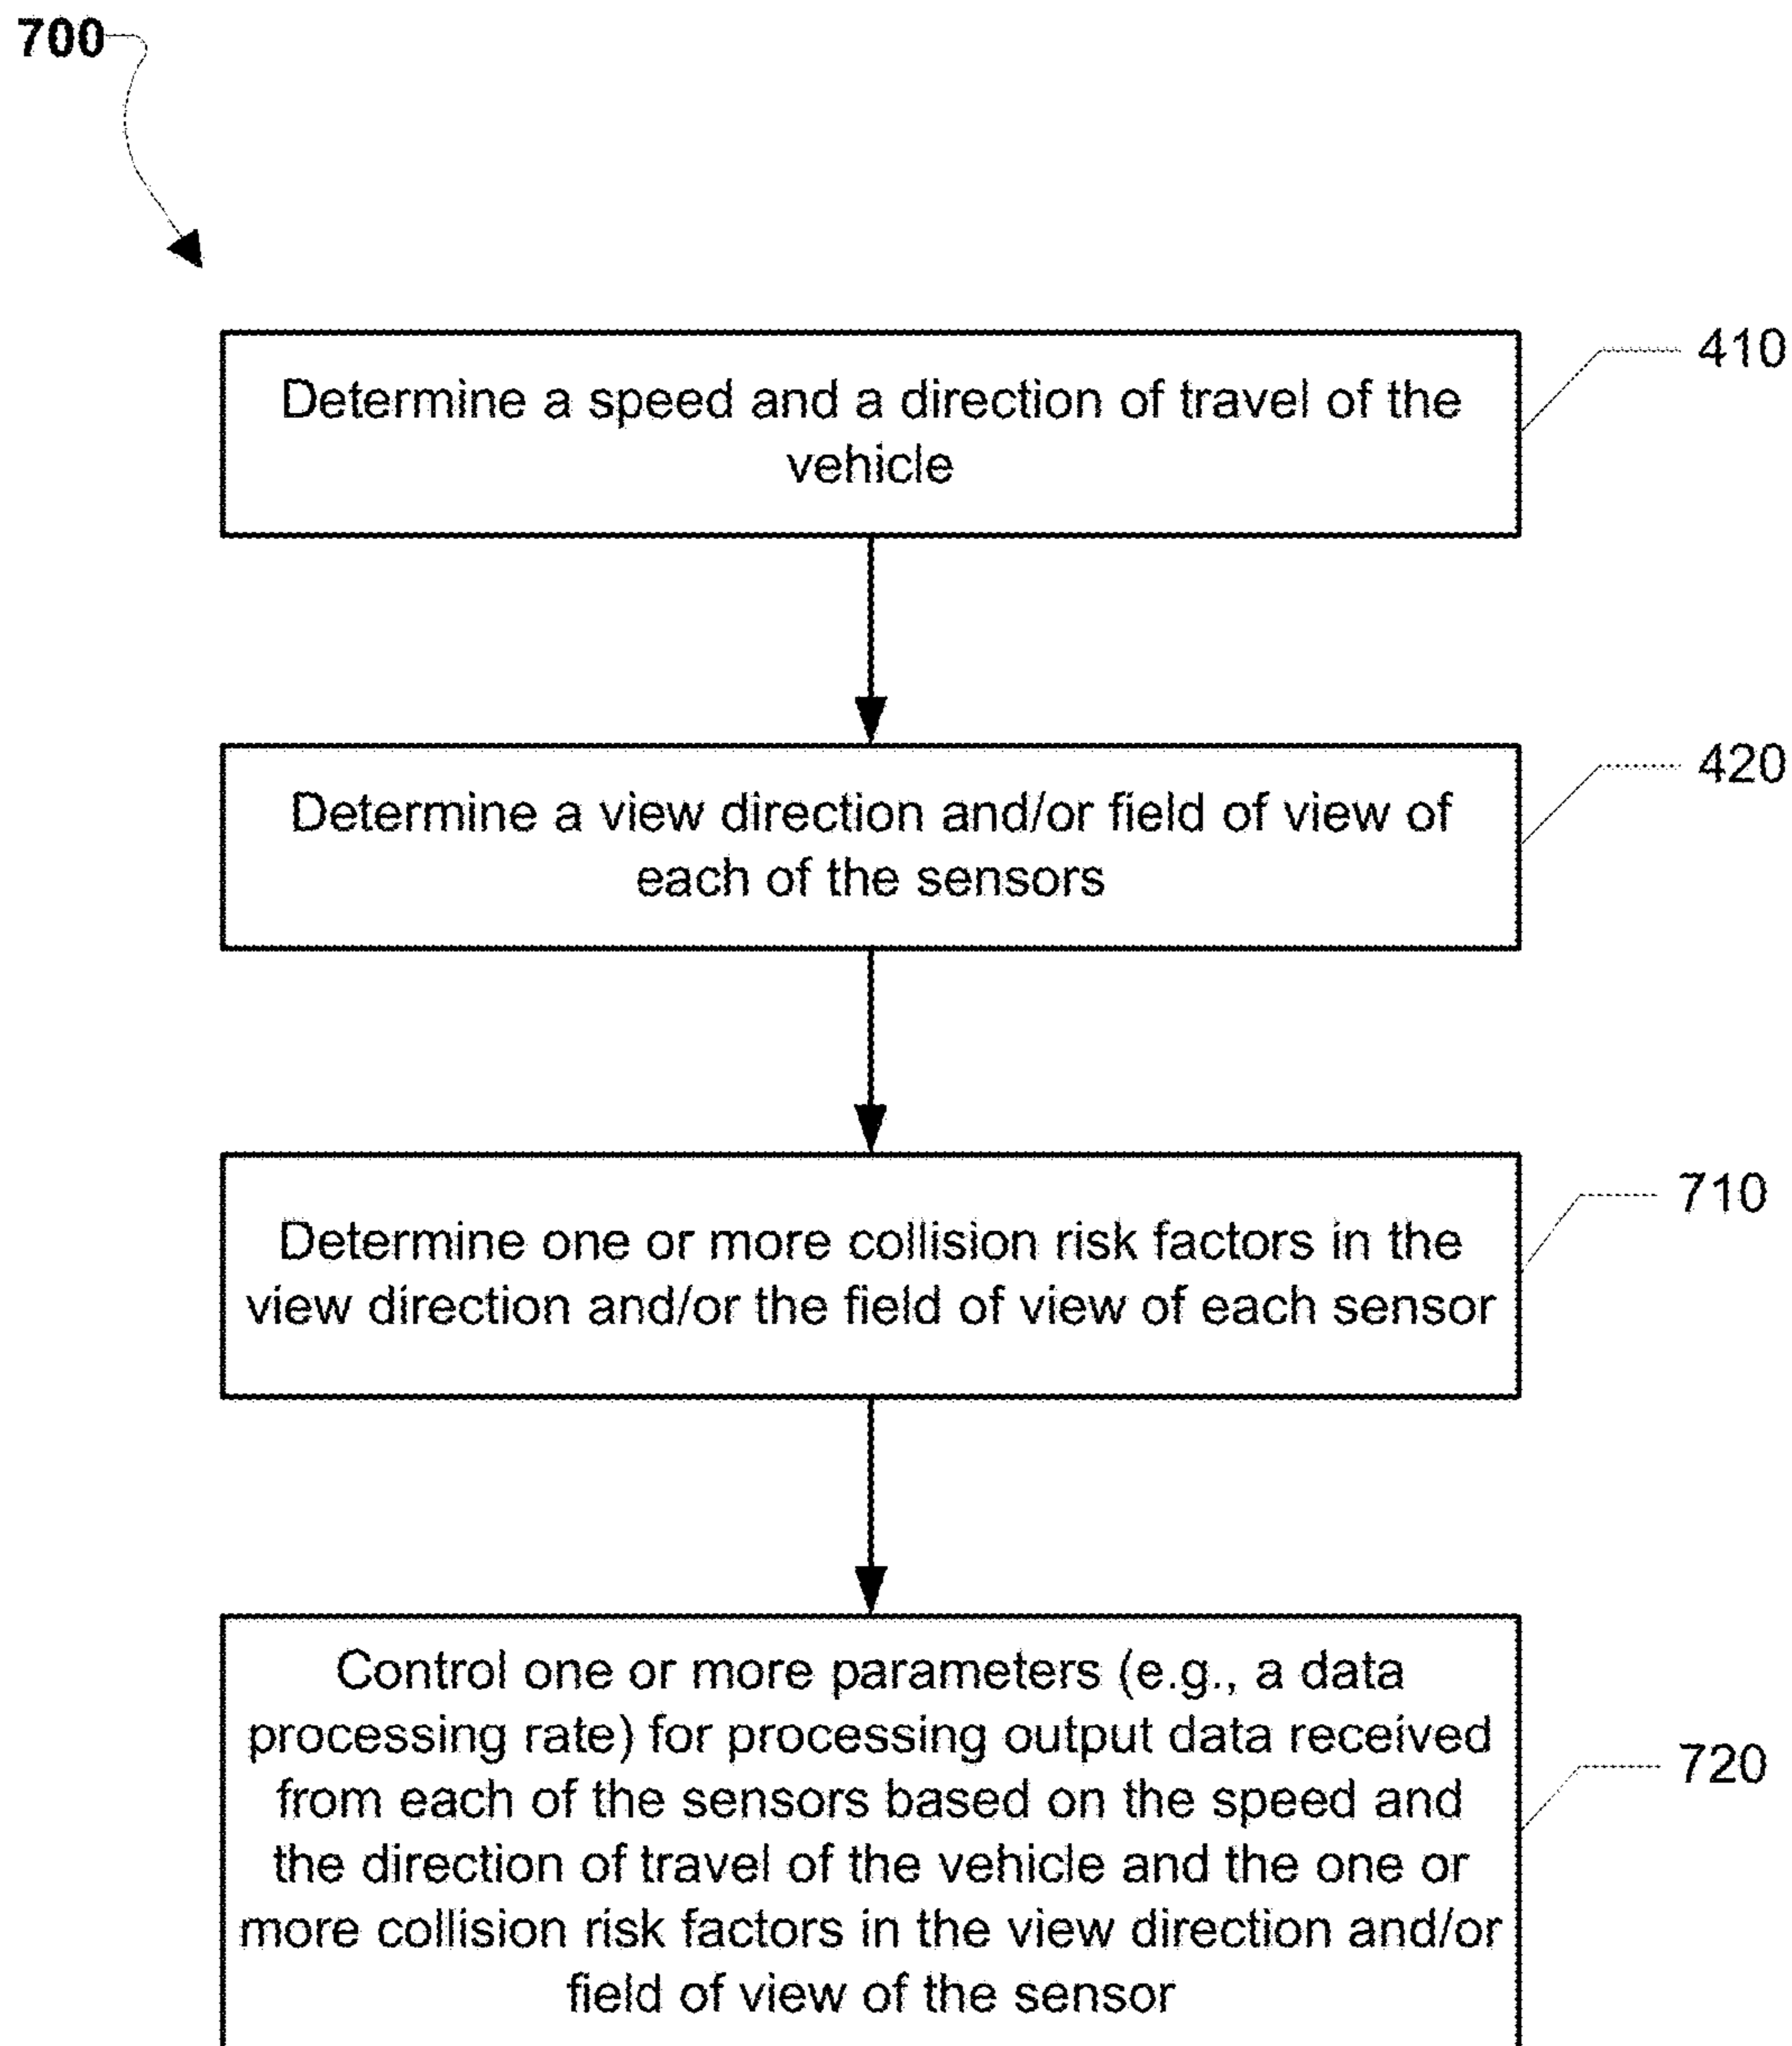 700
410
Determine a speed and a direction of travel of the
vehicle
420
Determine a view direction and/or field of view of
each of the sensors
710
Determine one or more collision risk factors in the
view direction and/or the field of view of each sensor
Control one or more parameters (e.g., a data
processing rate) for processing output data received
720
from each of the sensors based on the speed and
the direction of travel of the vehicle and the one or
more collision risk factors in the view direction and/or
field of view of the sensor